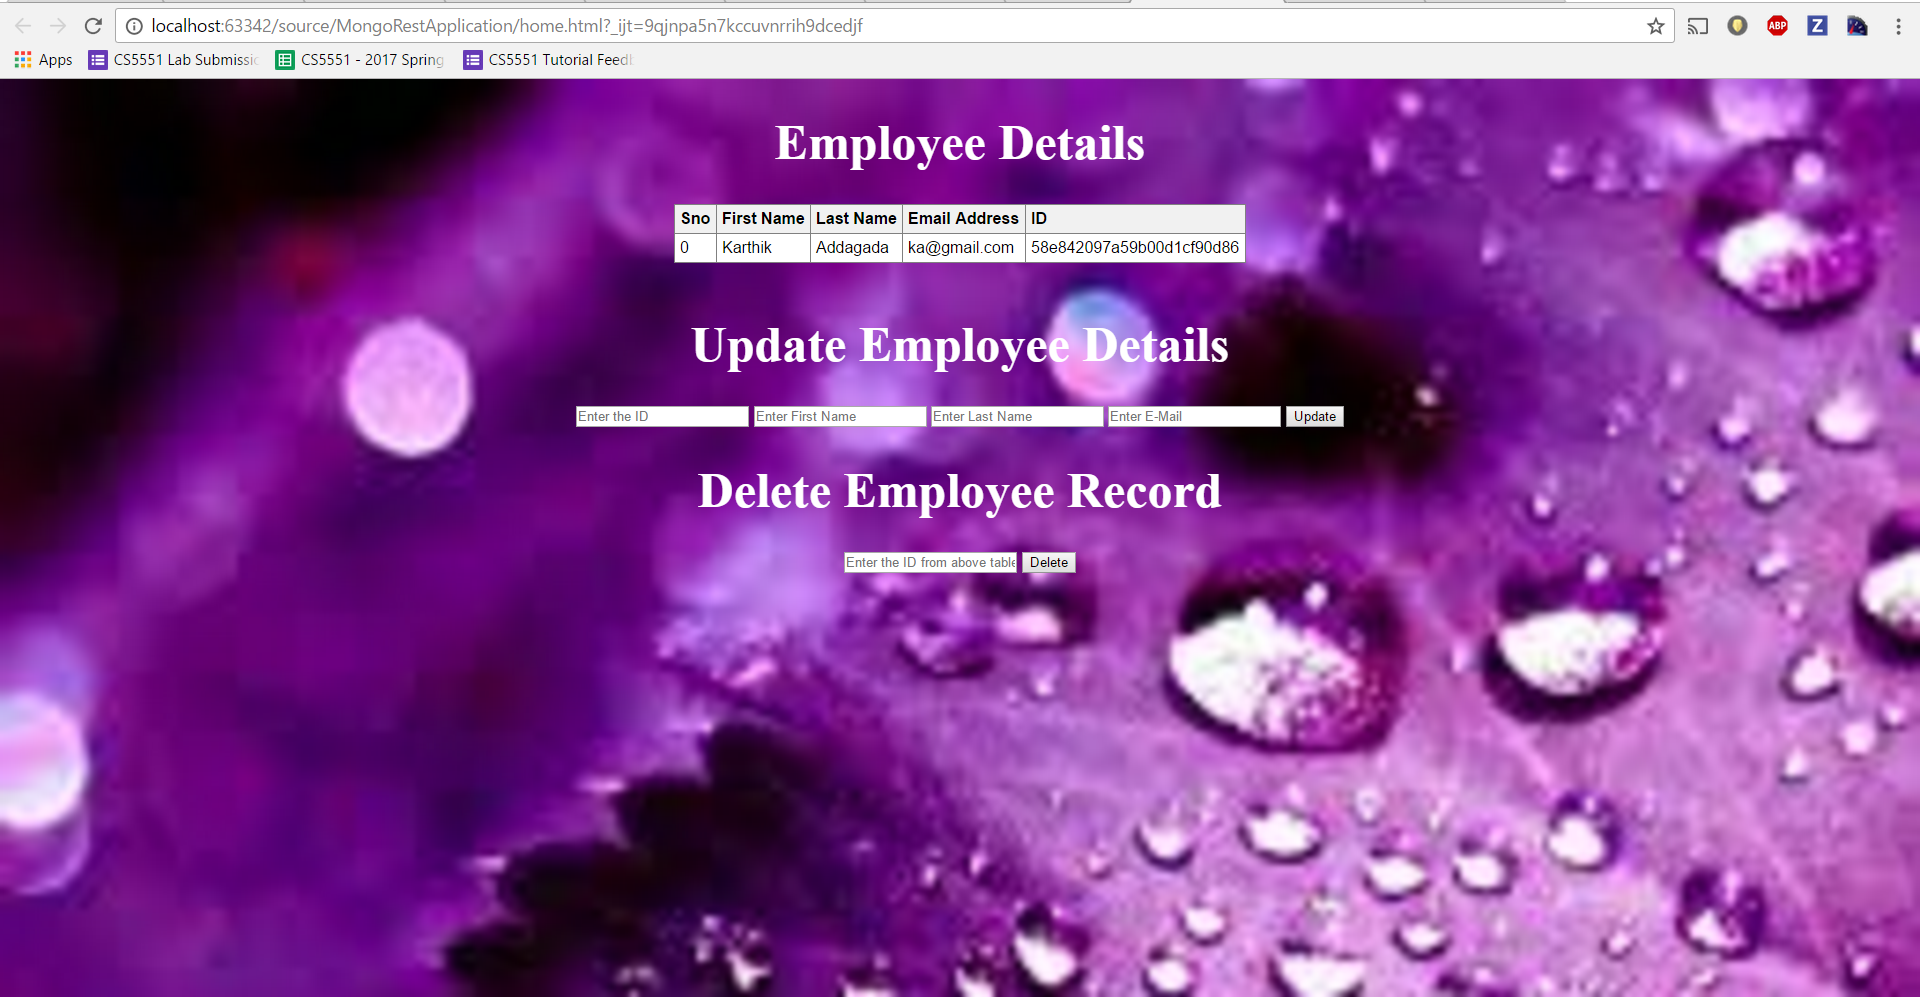 localhost:63342/source/MongoRestApplication/home.html?_ijt=9qjnpa5n7kccuvnrrih9dcedjf
ABP
Z
Apps CS5551 Lab Submissic CS5551 - 2017 Spring CS5551 Tutorial Feed
Employee Details
Sno First Name Last Name Email Address ID
0 Karthik Addagada ka@gmail.com 58e842097a59b00d1cf90d86
Update Employee Details
Enter the ID Enter First Name Enter Last Name Enter E-Mail Update
Delete Employee Record
Enter the ID from above table Delete